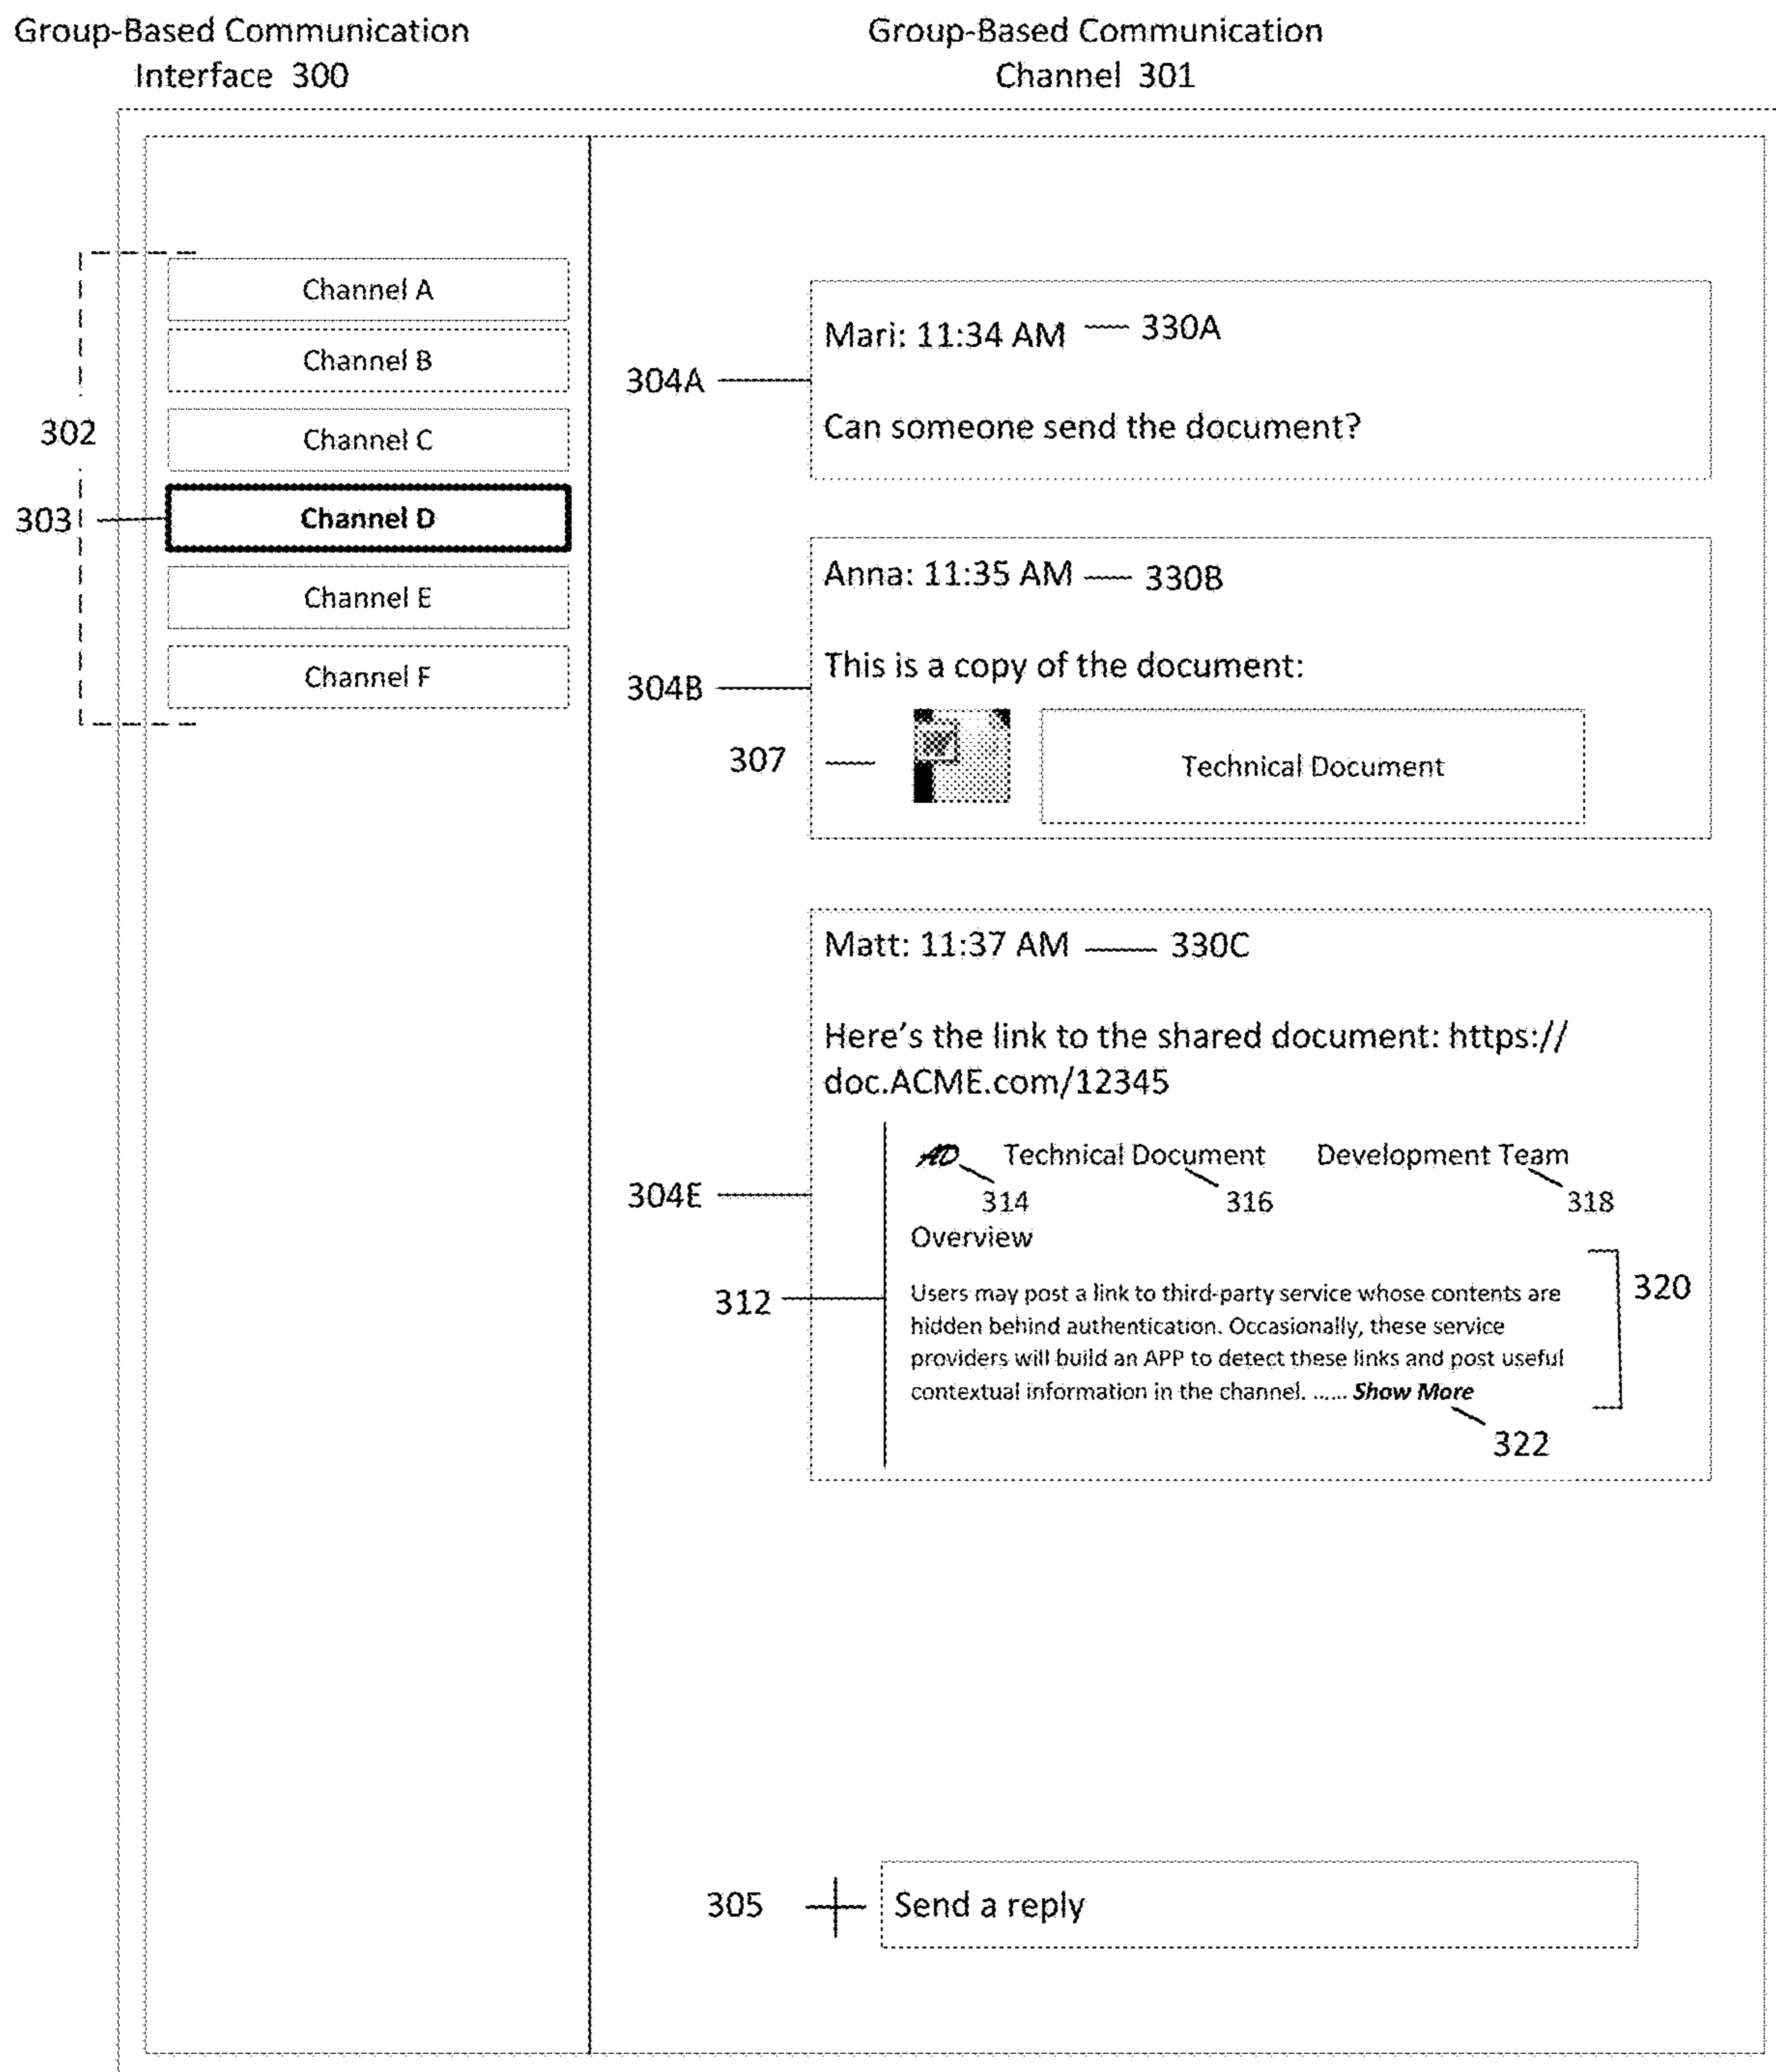 Group-Based Communication
Interface 300
Group-Based Communication
Channel 301
302
303
Channel A
Channel B
Channel C
Channel D
Channel E
Channel F
304A
Mari: 11:34 AM 330A
Can someone send the document?
304B
Anna: 11:35 AM 330B
This is a copy of the document:
307
Technical Document
304E
Matt: 11:37 AM 330C
Here's the link to the shared document: https://
doc.ACME.com/12345
AD Technical Document Development Team
314 316 318
Overview
312
320
Users may post a link to third-party service whose contents are
hidden behind authentication. Occasionally, these service
providers will build an APP to detect these links and post useful
contextual information in the channel. ...... Show More
322
305
Send a reply